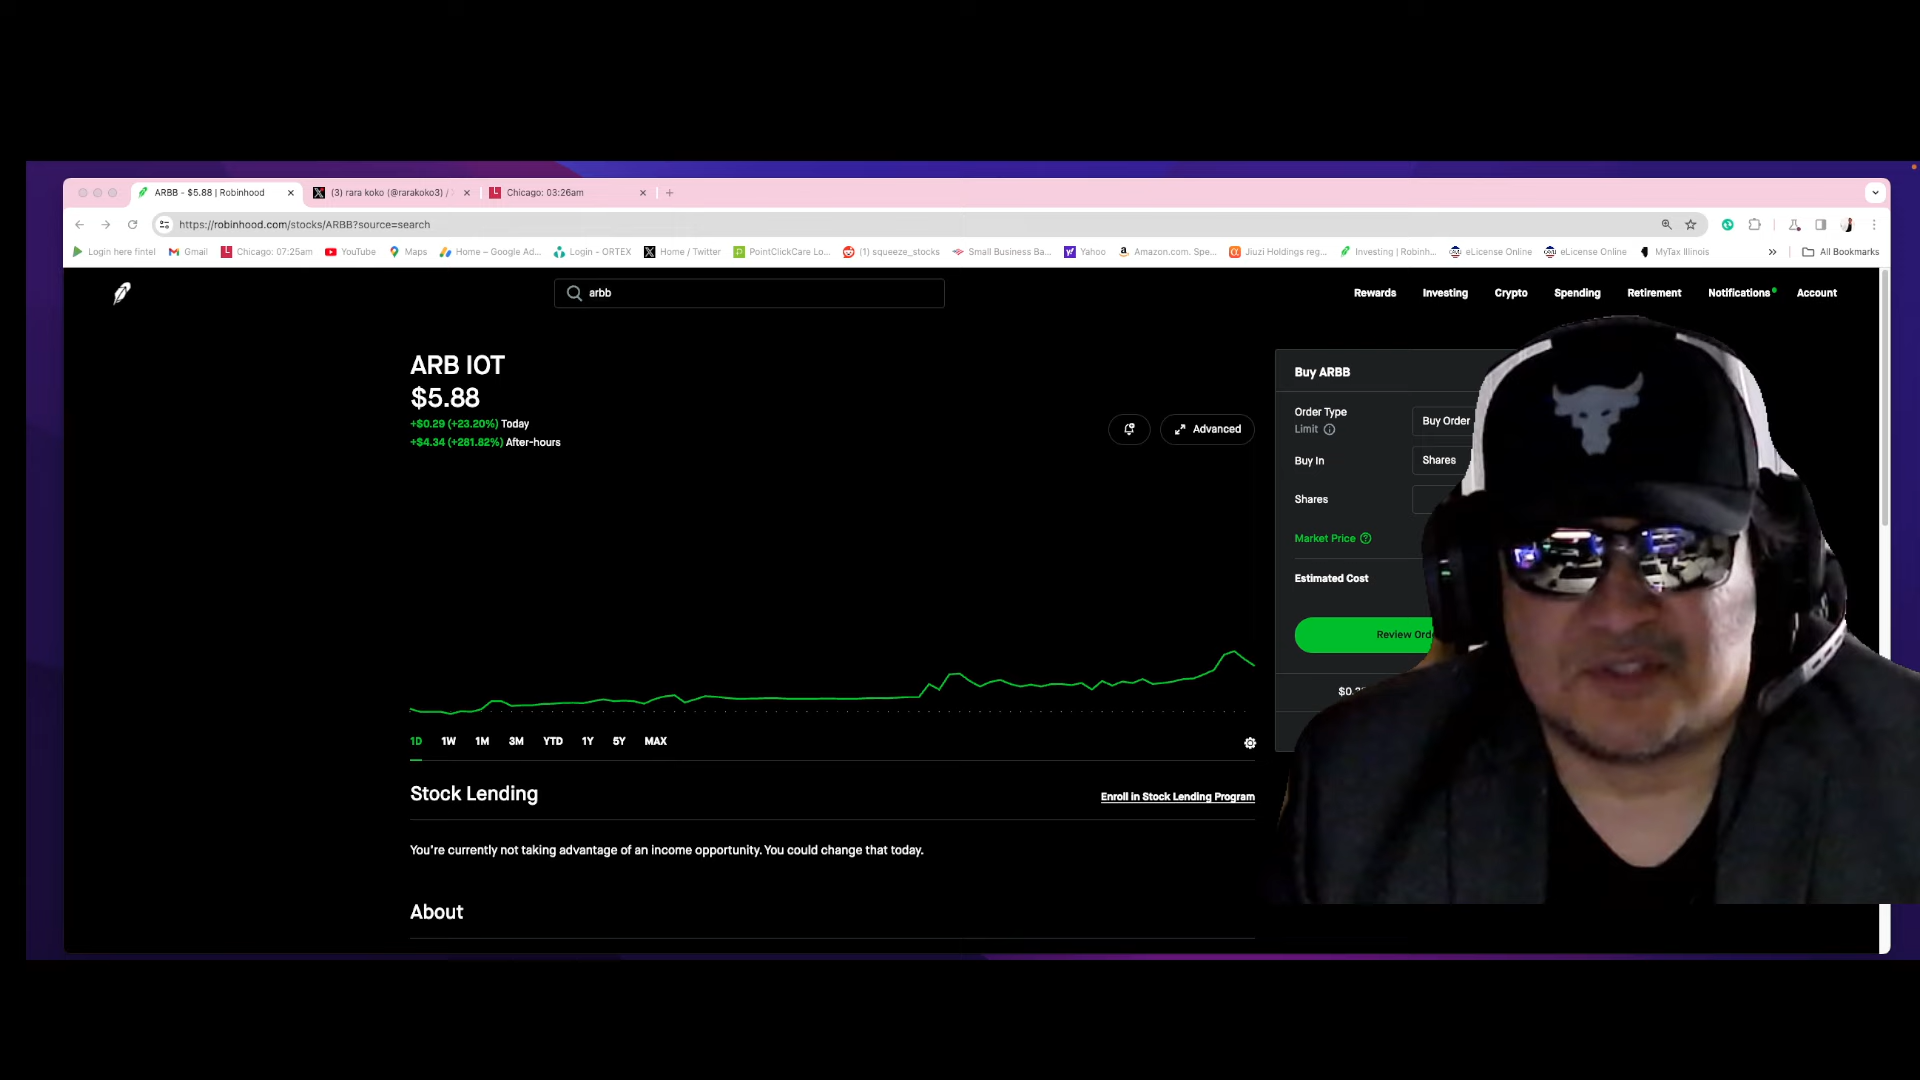 ARBB - $5.88 | Robinhood
(3) rara koko (@rarakoko3) /
Chicago: 03:26am
https://robinhood.com/stocks/ARBB?source=search
Login here fintel
Gmail
Chicago: 07:25am
YouTube
Maps
Home – Google Ad...
Login - ORTEX
Home / Twitter
PointClickCare Lo...
(1) squeeze_stocks
Small Business Ba...
Yahoo
Amazon.com. Spe...
Jiuzi Holdings reg...
Investing | Robinh...
eLicense Online
eLicense Online
MyTax Illinois
All Bookmarks
arbb
Rewards
Investing
Crypto
Spending
Retirement
Notifications
Account
ARB IOT
$5.88
+$0.29 (+23.20%) Today
+$4.34 (+281.82%) After-hours
Advanced
Buy ARBB
Order Type
Limit
Buy Order
Buy In
Shares
Shares
Market Price
Estimated Cost
Review
1D 1W 1M 3M YTD 1Y 5Y MAX
Stock Lending
Enroll in Stock Lending Program
You're currently not taking advantage of an income opportunity. You could change that today.
About